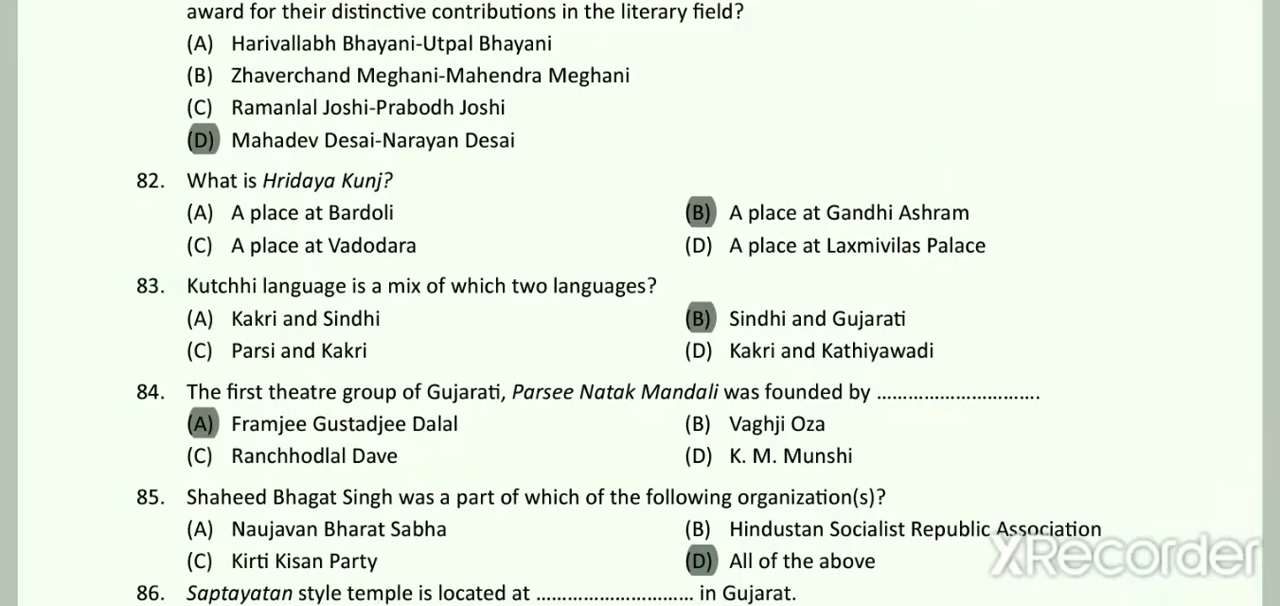 award for their distinctive contributions in the literary field?
(A) Harivallabh Bhayani-Utpal Bhayani
(B) Zhaverchand Meghani-Mahendra Meghani
(C) Ramanlal Joshi-Prabodh Joshi
(D) Mahadev Desai-Narayan Desai
82. What is Hridaya Kunj?
(A) A place at Bardoli (B) A place at Gandhi Ashram
(C) A place at Vadodara (D) A place at Laxmivilas Palace
83. Kutchhi language is a mix of which two languages?
(A) Kakri and Sindhi (B) Sindhi and Gujarati
(C) Parsi and Kakri (D) Kakri and Kathiyawadi
84. The first theatre group of Gujarati, Parsee Natak Mandali was founded by ...............................
(A) Framjee Gustadjee Dalal (B) Vaghji Oza
(C) Ranchhodlal Dave (D) K. M. Munshi
85. Shaheed Bhagat Singh was a part of which of the following organization(s)?
(A) Naujavan Bharat Sabha (B) Hindustan Socialist Republic Association
(C) Kirti Kisan Party (D) All of the above
XRecorder
86. Saptayatan style temple is located at .............................. in Gujarat.